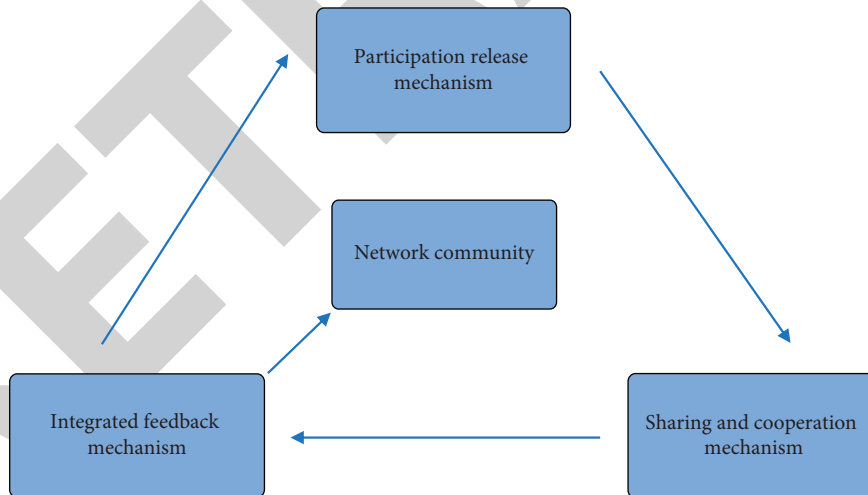 Participation release
mechanism
Network community
Integrated feedback
mechanism
Sharing and cooperation
mechanism